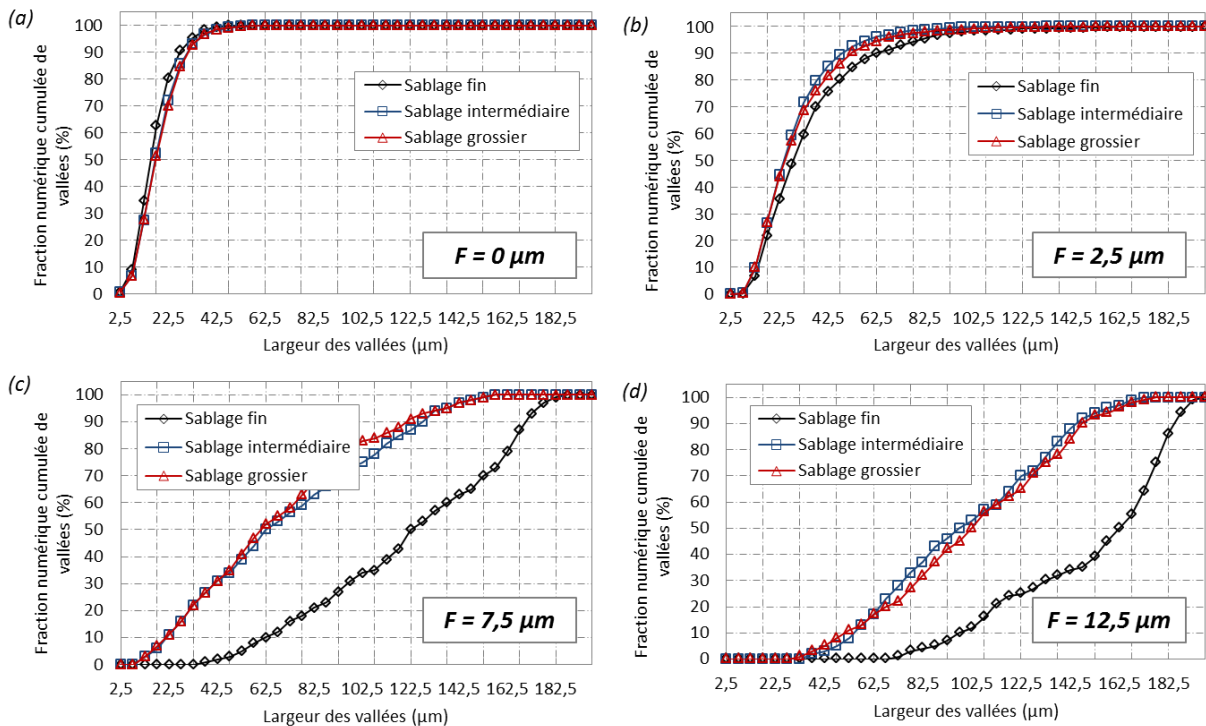 (a)
Fraction numérique cumulée de
vallées (%)
100
90
80
70
60
50
40
30
20
10
0
Sablage fin
Sablage intermédiaire
Sablage grossier
F = 0 µm
2,5 22,5 42,5 62,5 82,5 102,5 122,5 142,5 162,5 182,5
Largeur des vallées (µm)
(b)
Fraction numérique cumulée de
vallées (%)
100
90
80
70
60
50
40
30
20
10
0
Sablage fin
Sablage intermédiaire
Sablage grossier
F = 2,5 µm
2,5 22,5 42,5 62,5 82,5 102,5 122,5 142,5 162,5 182,5
Largeur des vallées (µm)
(c)
Fraction numérique cumulée de
vallées (%)
100
90
80
70
60
50
40
30
20
10
0
Sablage fin
Sablage intermédiaire
Sablage grossier
F = 7,5 µm
2,5 22,5 42,5 62,5 82,5 102,5 122,5 142,5 162,5 182,5
Largeur des vallées (µm)
(d)
Fraction numérique cumulée de
vallées (%)
100
90
80
70
60
50
40
30
20
10
0
Sablage fin
Sablage intermédiaire
Sablage grossier
F = 12,5 µm
2,5 22,5 42,5 62,5 82,5 102,5 122,5 142,5 162,5 182,5
Largeur des vallées (µm)